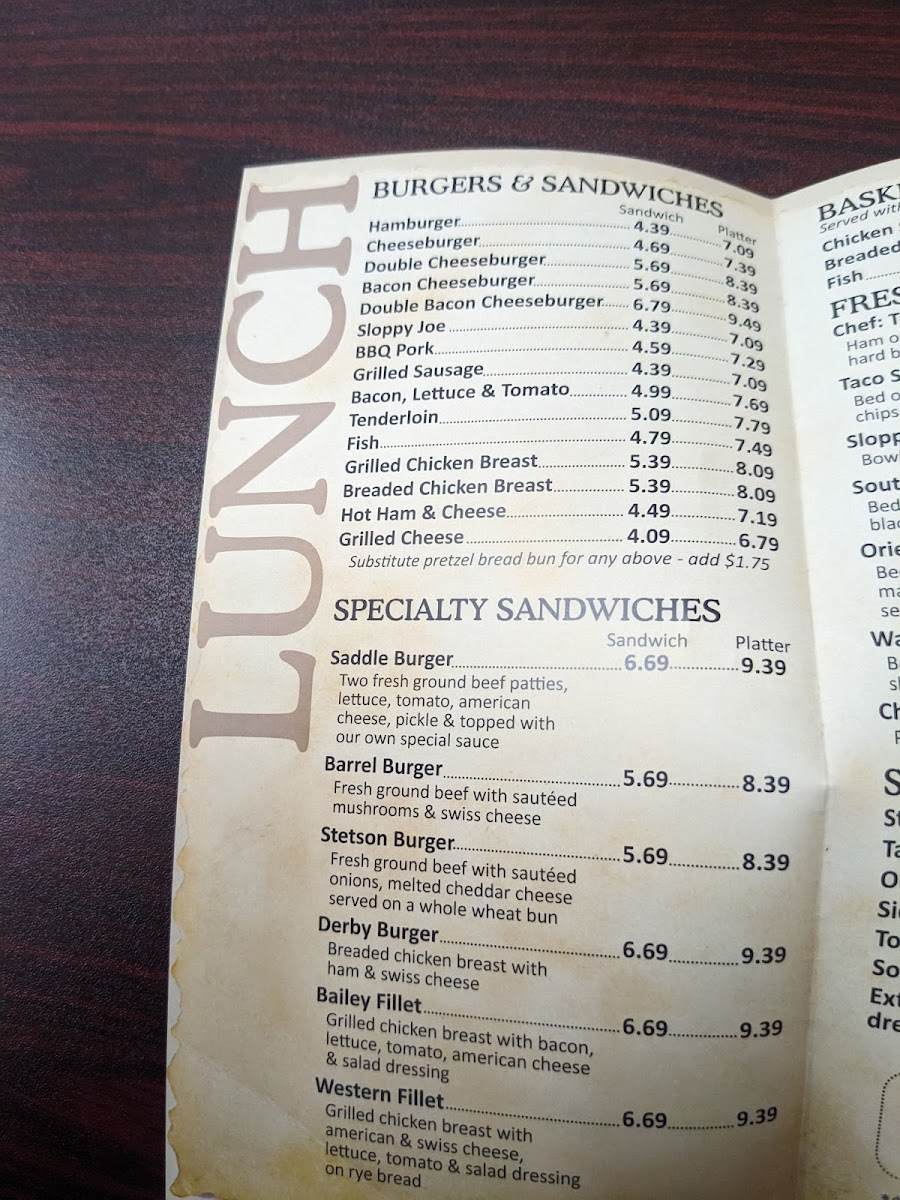 LUNCH
BURGERS & SANDWICHES
Sandwich Platter
Hamburger 4.39 7.09
Cheeseburger 4.69 7.39
Double Cheeseburger 5.69 8.39
Bacon Cheeseburger 5.69 8.39
Double Bacon Cheeseburger 6.79 9.49
Sloppy Joe 4.39 7.09
BBQ Pork 4.59 7.29
Grilled Sausage 4.39 7.09
Bacon, Lettuce & Tomato 4.99 7.69
Tenderloin 5.09 7.79
Fish 4.79 7.49
Grilled Chicken Breast 5.39 8.09
Breaded Chicken Breast 5.39 8.09
Hot Ham & Cheese 4.49 7.19
Grilled Cheese 4.09 6.79
Substitute pretzel bread bun for any above - add $1.75
SPECIALTY SANDWICHES
Sandwich Platter
Saddle Burger 6.69 9.39
Two fresh ground beef patties,
lettuce, tomato, american
cheese, pickle & topped with
our own special sauce
Barrel Burger 5.69 8.39
Fresh ground beef with sautéed
mushrooms & swiss cheese
Stetson Burger 5.69 8.39
Fresh ground beef with sautéed
onions, melted cheddar cheese
served on a whole wheat bun
Derby Burger 6.69 9.39
Breaded chicken breast with
ham & swiss cheese
Bailey Fillet 6.69 9.39
Grilled chicken breast with bacon,
lettuce, tomato, american cheese
& salad dressing
Western Fillet 6.69 9.39
Grilled chicken breast with
american & swiss cheese,
lettuce, tomato & salad dressing
on rye bread
Served with
Chicken
Breaded
Fish
Chef:
Ham
hard
Taco
Bed
chips